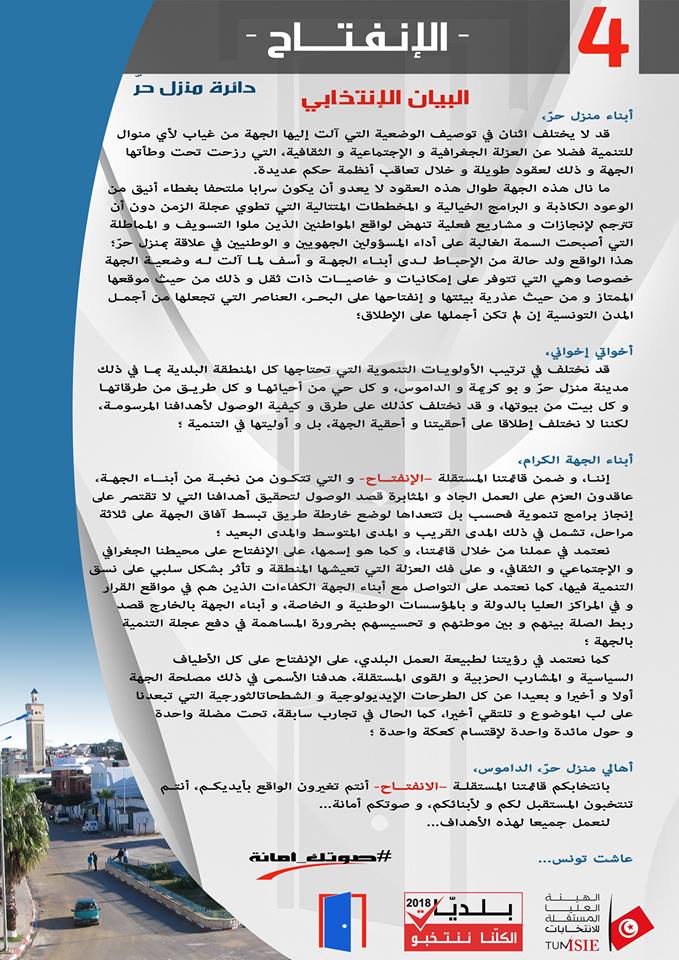 4
- الإنفتاح -
دائرة منزل حرّ
البيان الإنتخابي
أبناء منزل حرّ،
قد لا يختلف اثنان في توصيف الوضعية التي آلت إليها الجهة من غياب لأي منوال
للتنمية فضلا عن العزلة الجغرافية و الإجتماعية و الثقافية، التي رزحت تحت وطأتها
الجهة و ذلك لعقود طويلة و خلال تعاقب أنظمة حكم عديدة.
ما نال هذه الجهة طوال هذه العقود لا يعدو أن يكون سرابا ملتحفا بغطاء أنيق من
الوعود الكاذبة و البرامج الخيالية و المخططات المتتالية التي تطوي عجلة الزمن دون أن
تترجم لإنجازات و مشاريع فعلية تنهض لواقع المواطنين الذين ملوا التسويف و المماطلة
التي أصبحت السمة الغالبة على أداء المسؤولين الجهويين و الوطنيين في علاقة بمنزل حرّ؛
هذا الواقع ولد حالة من الإحباط لدى أبناء الجهة و أسف لما آلت له وضعية الجهة
خصوصا وهي التي تتوفر على إمكانيات و خاصيات ذات ثقل و ذلك من حيث موقعها
الممتاز و من حيث عذرية بيئتها و إنفتاحها على البحر، العناصر التي تجعلها من أجمل
المدن التونسية إن لم تكن أجملها على الإطلاق؛
أخواتي إخواني،
قد نختلف في ترتيب الأولويات التنموية التي تحتاجها كل المنطقة البلدية بما في ذلك
مدينة منزل حرّ و بو كريمة و الداموس، و كل حي من أحيائها و كل طريق من طرقاتها
و كل بيت من بيوتها، و قد نختلف كذلك على طرق و كيفية الوصول لأهدافنا المرسومة،
لكننا لا نختلف إطلاقا على أحقيتنا و أحقية الجهة، بل و أوليتها في التنمية ؛
أبناء الجهة الكرام،
إننا، و ضمن قائمتنا المستقلة –الإنفتاح- و التي تتكون من نخبة من أبناء الجهة،
عاقدون العزم على العمل الجاد و المثابرة قصد الوصول لتحقيق أهدافنا التي لا تقتصر على
إنجاز برامج تنموية فحسب بل تتعداها لوضع خارطة طريق تبسط آفاق الجهة على ثلاثة
مراحل، تشمل في ذلك المدى القريب و المدى المتوسط والمدى البعيد ؛
نعتمد في عملنا من خلال قائمتنا، و كما هو إسمها، على الإنفتاح على محيطنا الجغرافي
و الإجتماعي و الثقافي، و على فك العزلة التي تعيشها المنطقة و تأثر بشكل سلبي على نسق
التنمية فيها، كما نعتمد على التواصل مع أبناء الجهة الكفاءات الذين هم في مواقع القرار
و في المراكز العليا بالدولة و بالمؤسسات الوطنية و الخاصة، و أبناء الجهة بالخارج قصد
ربط الصلة بينهم و بين موطنهم و تحسيسهم بضرورة المساهمة في دفع عجلة التنمية
بالجهة ؛
كما نعتمد في رؤيتنا لطبيعة العمل البلدي، على الإنفتاح على كل الأطياف
السياسية و المشارب الحزبية و القوى المستقلة، هدفنا الأسمى في ذلك مصلحة الجهة
أولا و أخيرا و بعيدا عن كل الطرحات الإيديولوجية و الشطحاتالثورجية التي تبعدنا
على لب الموضوع و تلتقي أخيرا، كما الحال في تجارب سابقة، تحت مضلة واحدة
و حول مائدة واحدة لإقتسام كعكة واحدة ؛
أهالي منزل حرّ، الداموس،
بانتخابكم قائمتنا المستقلة –الانفتاح- أنتم تغيرون الواقع بأيديكم، أنتم
تنتخبون المستقبل لكم و لأبنائكم، و صوتكم أمانة...
لنعمل جميعا لهذه الأهداف...
عاشت تونس...
#صوتك_أمانة
بلديّات 2018
الكلّنا ننتخبو
الهيئة
العليا
المستقلة
للانتخابات
TUNISIE